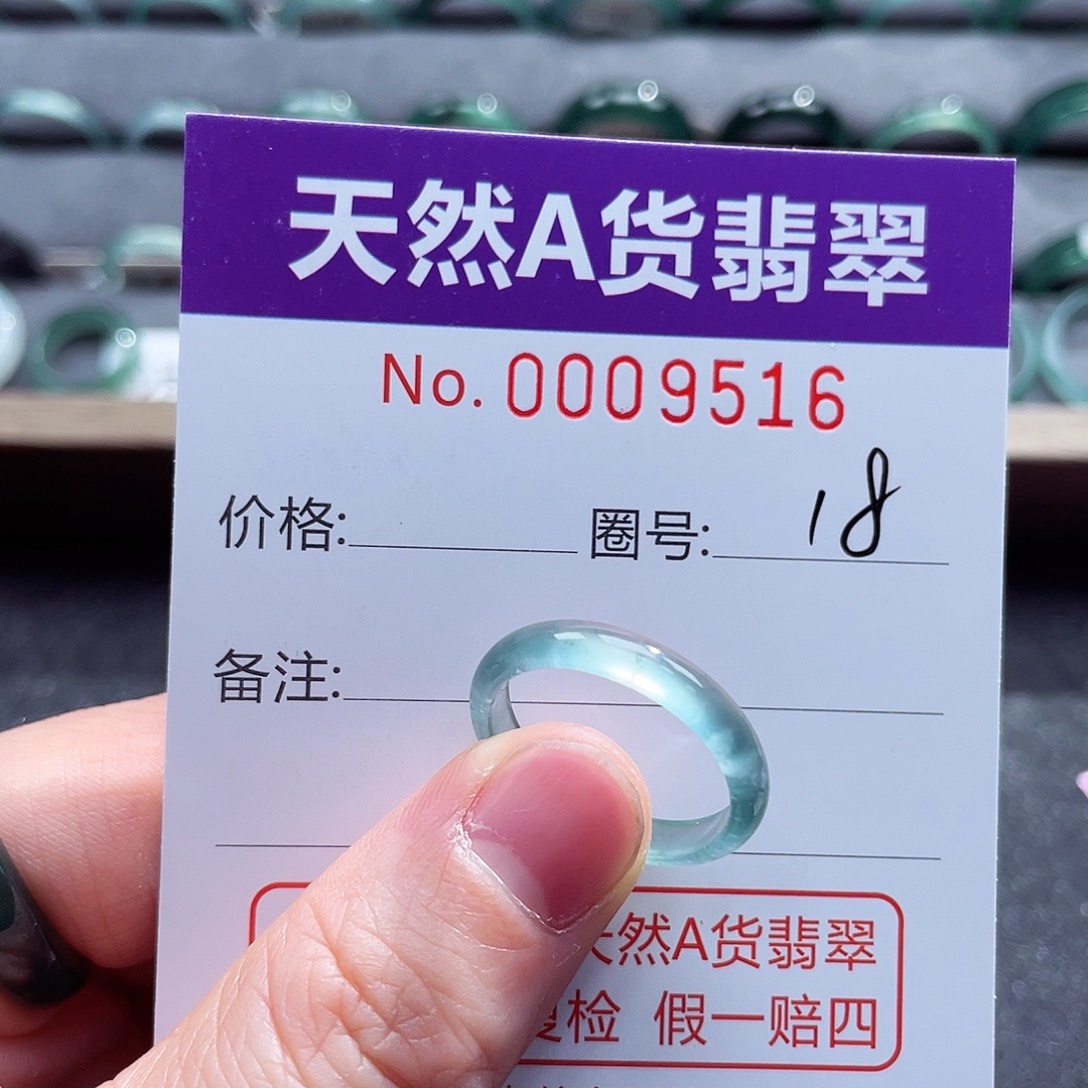 天然A货翡翠
No. 0009516
价格: 圈号: 18
备注:
然A货翡翠
检 假一赔四